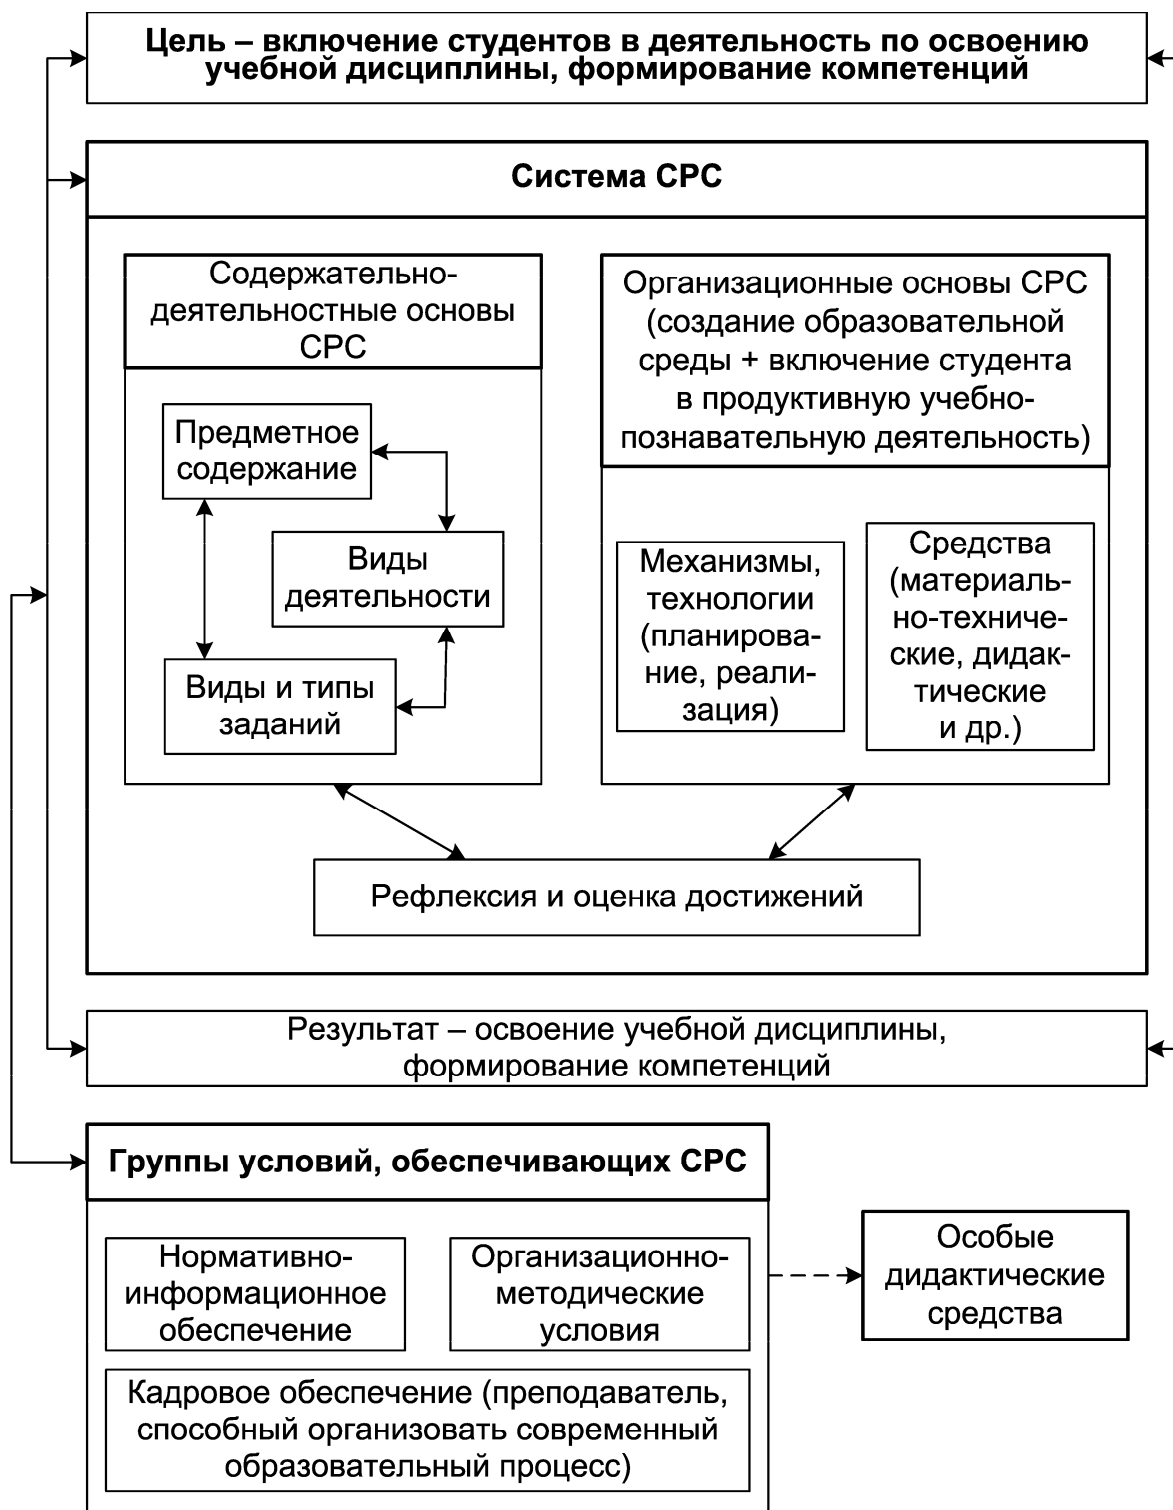 Цель – включение студентов в деятельность по освоению
учебной дисциплины, формирование компетенций
Система СРС
Содержательно-
деятельностные основы
СРС
Предметное
содержание
Виды
деятельности
Виды и типы
заданий
Организационные основы СРС
(создание образовательной
среды + включение студента
в продуктивную учебно-
познавательную деятельность)
Механизмы,
технологии
(планирова-
ние, реали-
зация)
Средства
(материаль-
но-техниче-
ские, дидак-
тические
и др.)
Рефлексия и оценка достижений
Результат – освоение учебной дисциплины,
формирование компетенций
Группы условий, обеспечивающих СРС
Нормативно-
информационное
обеспечение
Организационно-
методические
условия
Кадровое обеспечение (преподаватель,
способный организовать современный
образовательный процесс)
Особые
дидактические
средства